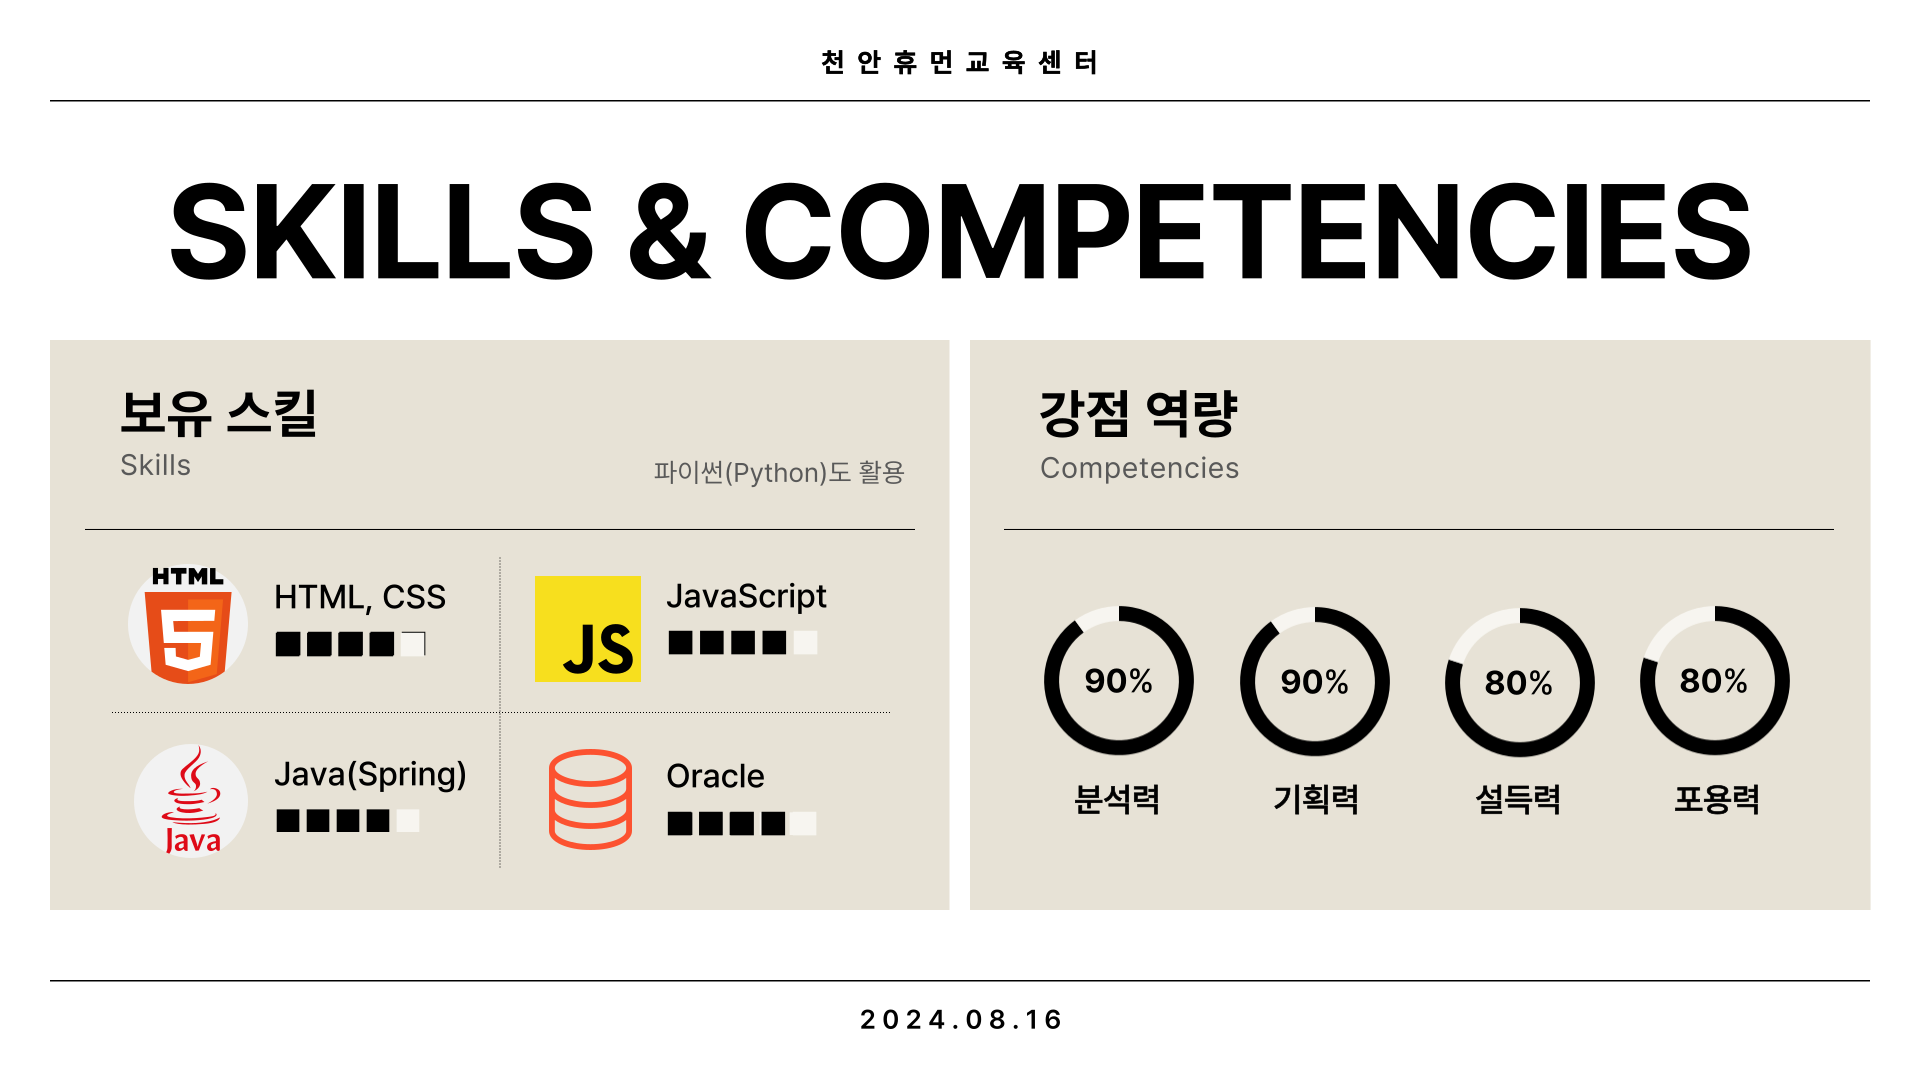 천안휴먼교육센터
SKILLS & COMPETENCIES
보유 스킬
Skills
파이썬(Python)도 활용
HTML
5
HTML, CSS
JS
JavaScript
Java
Java(Spring)
Oracle
강점 역량
Competencies
90%
90%
80%
80%
분석력
기획력
설득력
포용력
2024.08.16